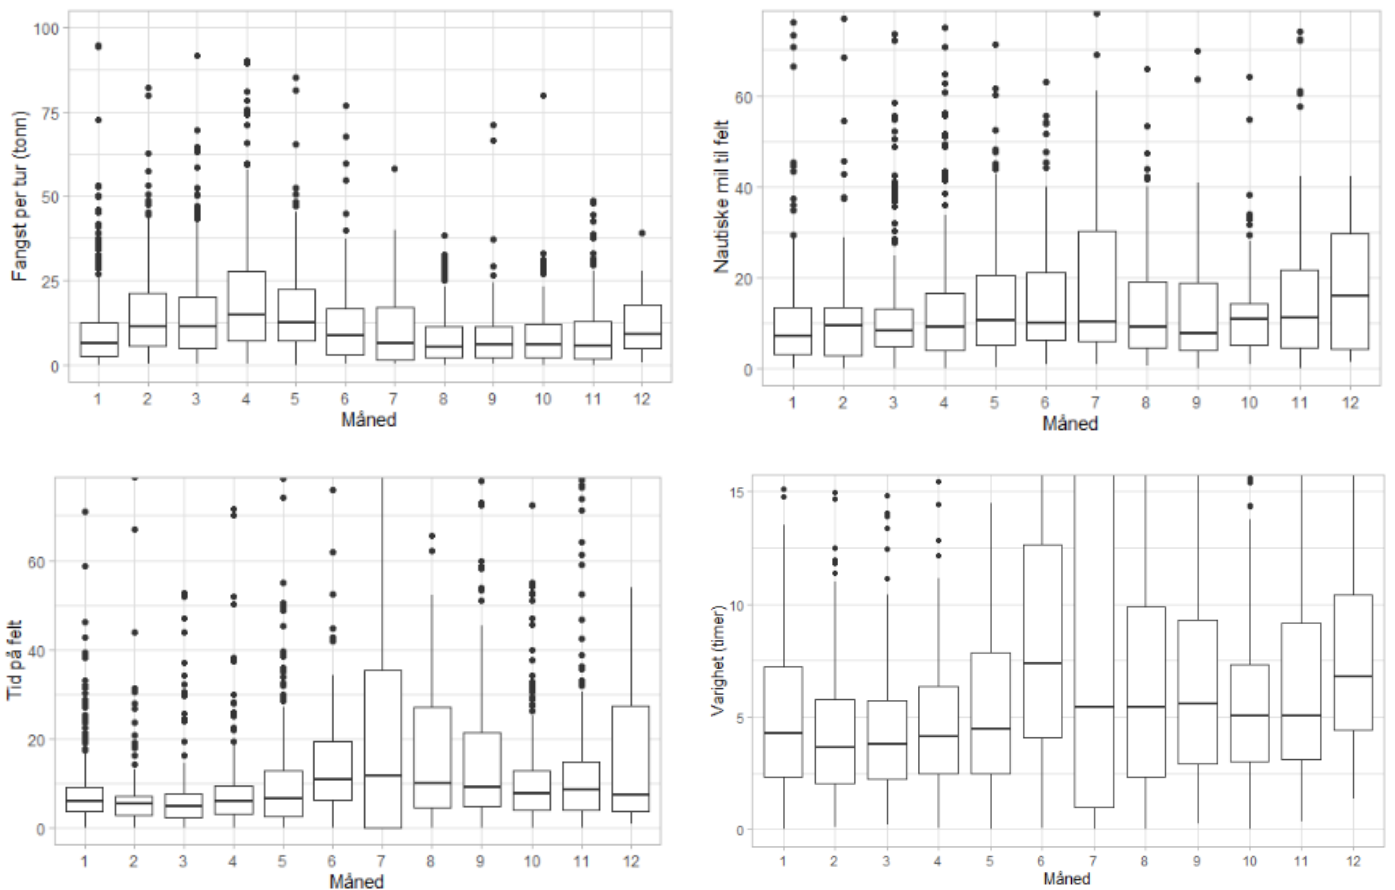 Fangst per tur (tonn)
100
75
50
25
0
1 2 3 4 5 6 7 8 9 10 11 12
Måned
Nautiske mil til felt
60
40
20
0
1 2 3 4 5 6 7 8 9 10 11 12
Måned
Tid på felt
60
40
20
0
1 2 3 4 5 6 7 8 9 10 11 12
Måned
Varighet (timer)
15
10
5
0
1 2 3 4 5 6 7 8 9 10 11 12
Måned